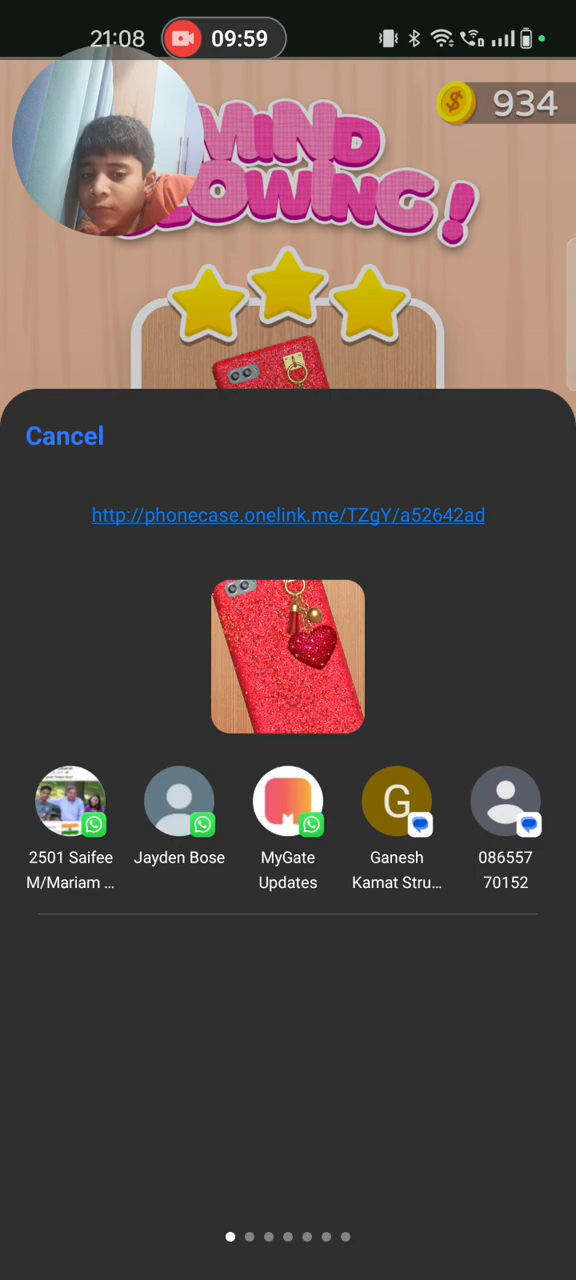 21:08 09:59
934
MIND
BLOWING!
Cancel
http://phonecase.onelink.me/TZgY/a52642ad
2501 Saifee
M/Mariam ...
Jayden Bose
MyGate
Updates
G
Ganesh
Kamat Stru...
086557
70152